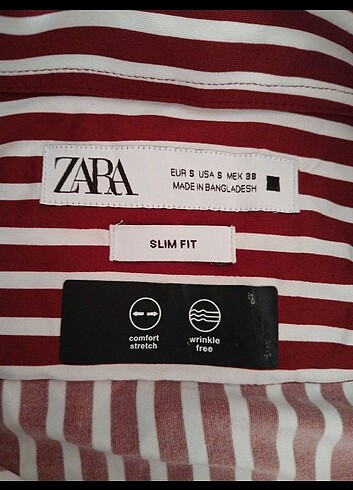 ZARA
EUR S USA S MEX 38
MADE IN BANGLADESH
SLIM FIT
comfort
stretch
wrinkle
free